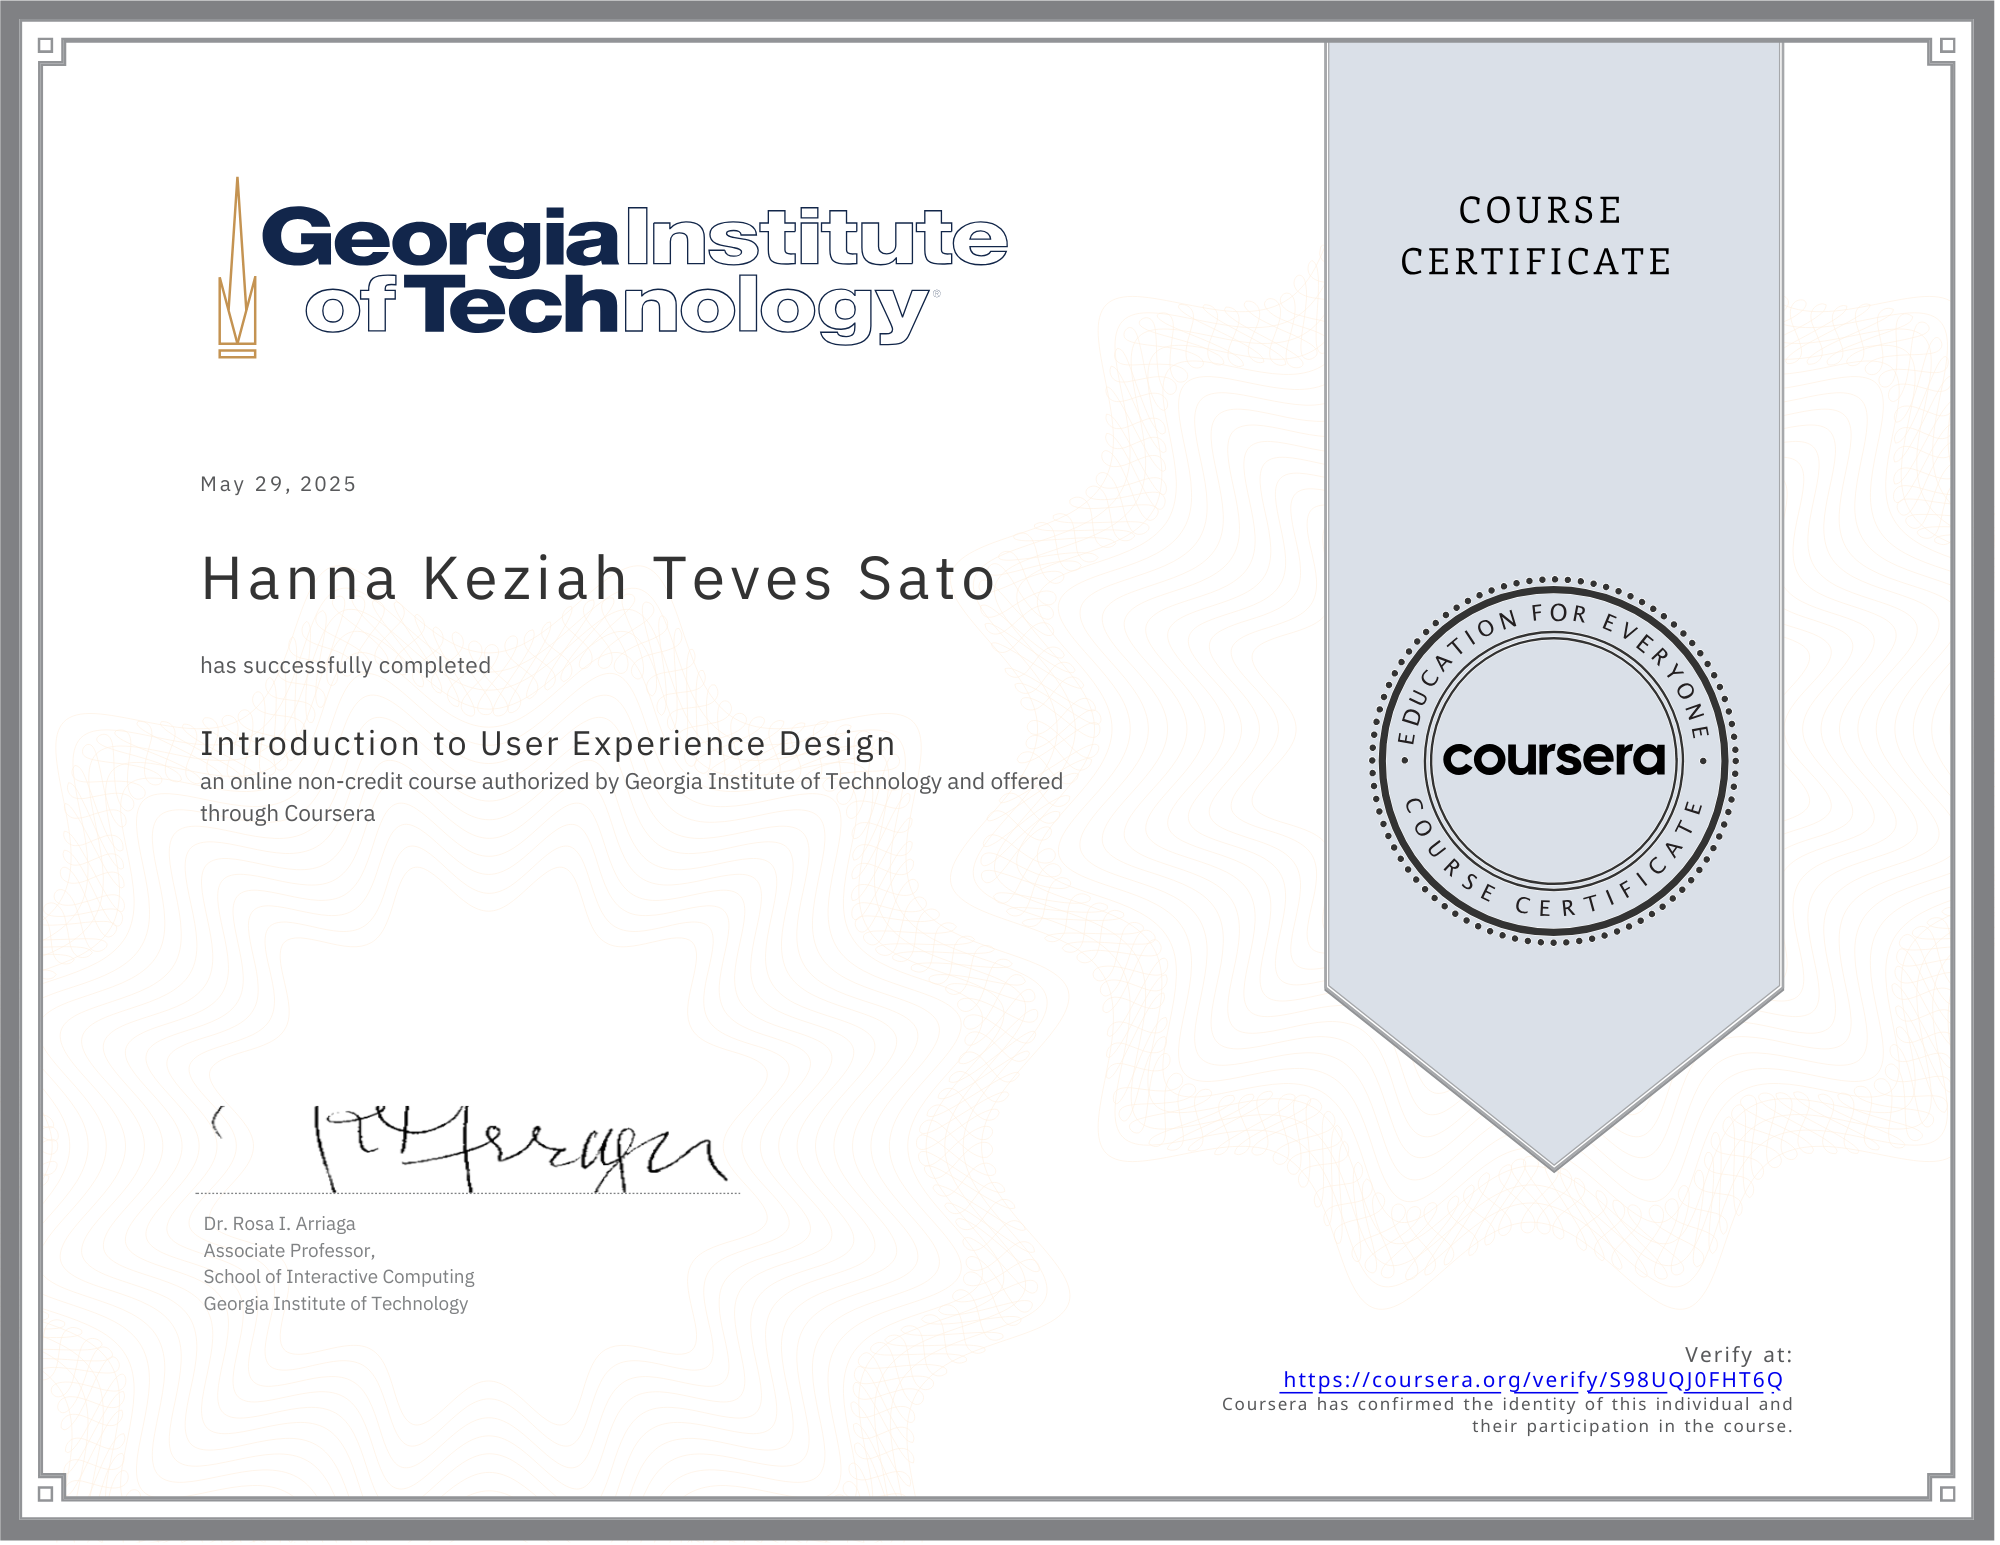 Georgia Institute
of Technology®
COURSE
CERTIFICATE
May 29, 2025
Hanna Keziah Teves Sato
has successfully completed
Introduction to User Experience Design
an online non-credit course authorized by Georgia Institute of Technology and offered
through Coursera
EDUCATION FOR EVERYONE
coursera
COURSE CERTIFICATE
Dr. Rosa I. Arriaga
Associate Professor,
School of Interactive Computing
Georgia Institute of Technology
Verify at:
https://coursera.org/verify/S98UQJ0FHT6Q
Coursera has confirmed the identity of this individual and
their participation in the course.